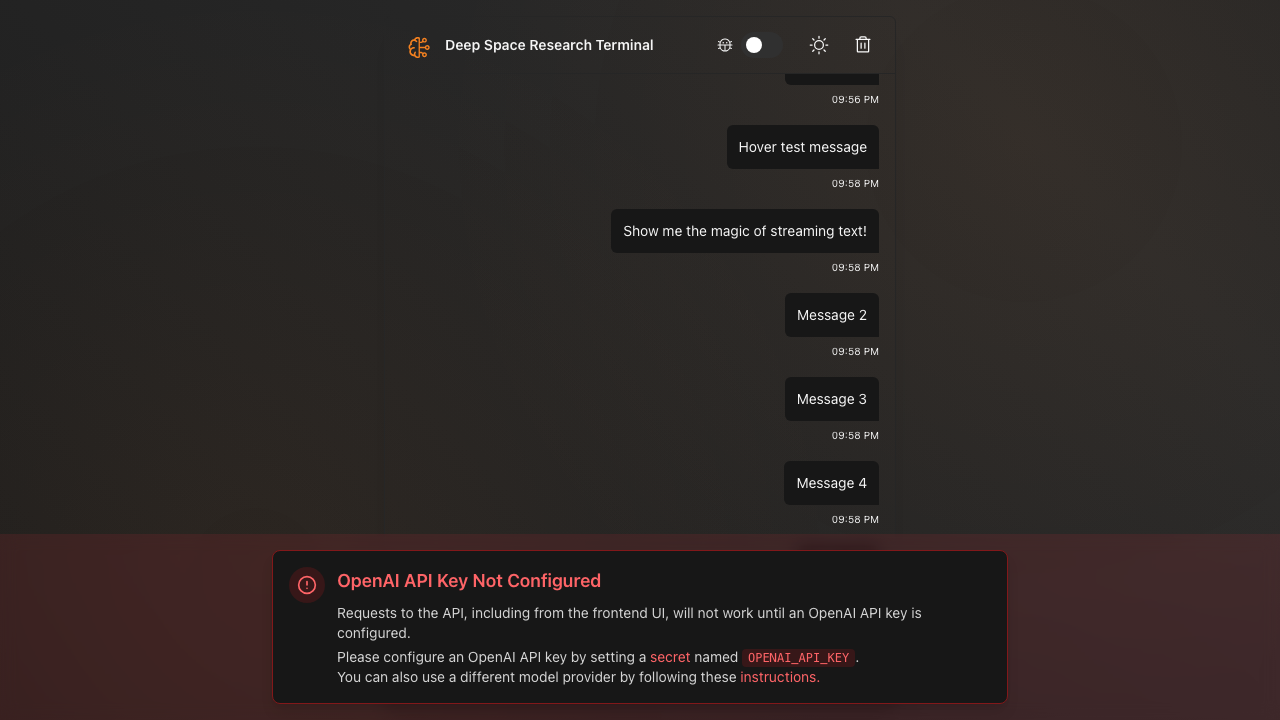 Deep Space Research Terminal
09:56 PM
Hover test message
09:58 PM
Show me the magic of streaming text!
09:58 PM
Message 2
09:58 PM
Message 3
09:58 PM
Message 4
09:58 PM
OpenAI API Key Not Configured
Requests to the API, including from the frontend UI, will not work until an OpenAI API key is
configured.
Please configure an OpenAI API key by setting a secret named OPENAI_API_KEY.
You can also use a different model provider by following these instructions.